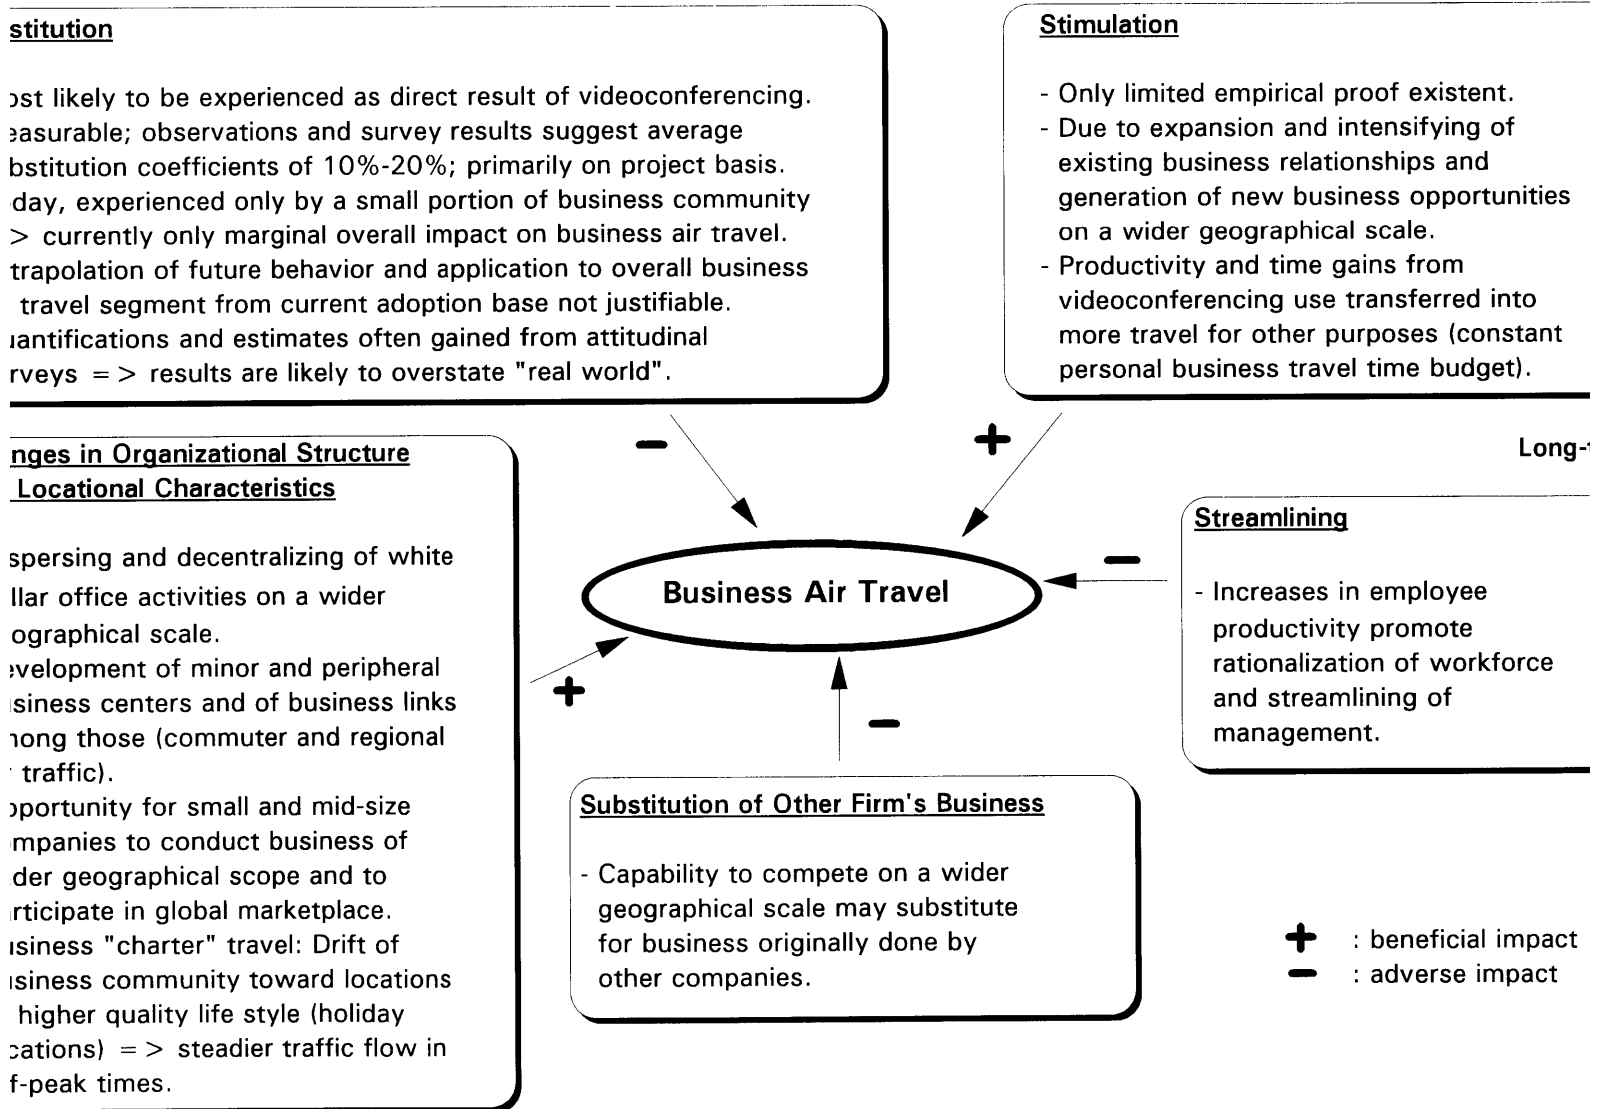 stitution
ost likely to be experienced as direct result of videoconferencing.
easurable; observations and survey results suggest average
bstitution coefficients of 10%-20%; primarily on project basis.
day, experienced only by a small portion of business community
> currently only marginal overall impact on business air travel.
trapolation of future behavior and application to overall business
travel segment from current adoption base not justifiable.
uantifications and estimates often gained from attitudinal
rveys => results are likely to overstate "real world".
Stimulation
- Only limited empirical proof existent.
- Due to expansion and intensifying of
existing business relationships and
generation of new business opportunities
on a wider geographical scale.
- Productivity and time gains from
videoconferencing use transferred into
more travel for other purposes (constant
personal business travel time budget).
−
+
Long-t
nges in Organizational Structure
Locational Characteristics
spersing and decentralizing of white
llar office activities on a wider
ographical scale.
evelopment of minor and peripheral
usiness centers and of business links
mong those (commuter and regional
r traffic).
pportunity for small and mid-size
mpanies to conduct business of
der geographical scope and to
rticipate in global marketplace.
usiness "charter" travel: Drift of
usiness community toward locations
higher quality life style (holiday
cations) => steadier traffic flow in
f-peak times.
+
Business Air Travel
−
Streamlining
- Increases in employee
productivity promote
rationalization of workforce
and streamlining of
management.
−
Substitution of Other Firm's Business
- Capability to compete on a wider
geographical scale may substitute
for business originally done by
other companies.
+ : beneficial impact
− : adverse impact